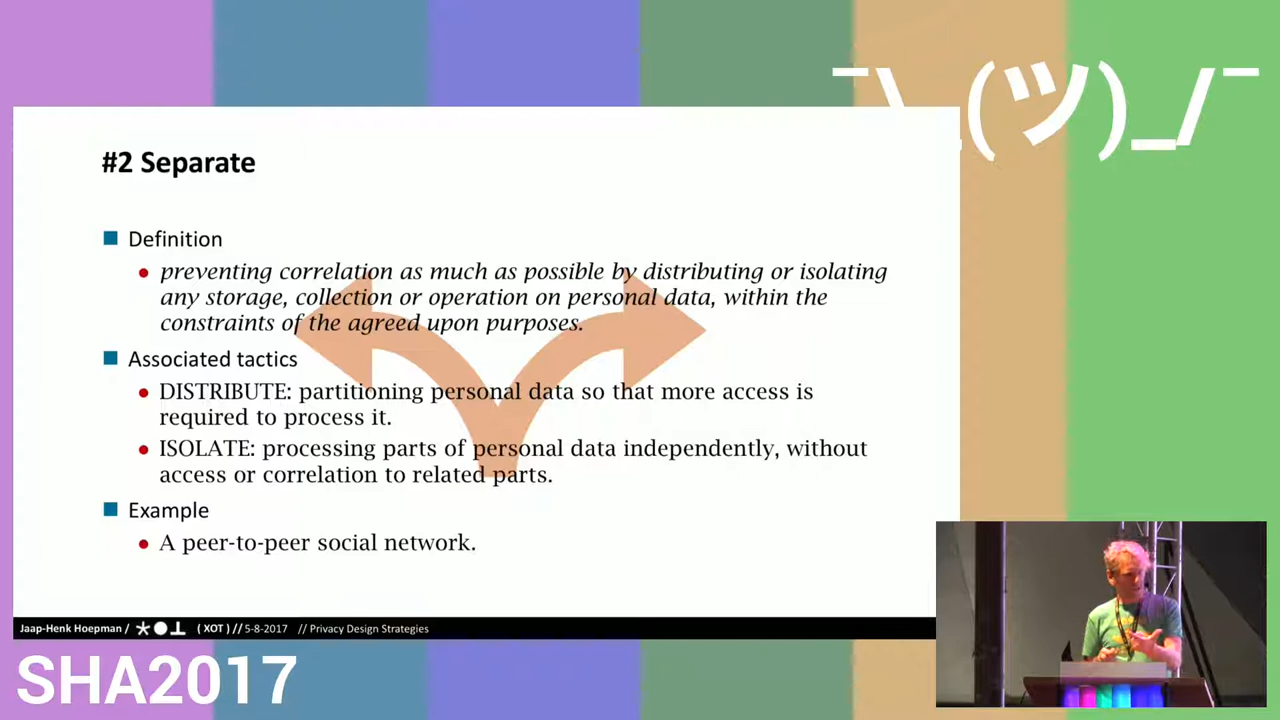 ¯\_(ツ)_/¯
#2 Separate
Definition
preventing correlation as much as possible by distributing or isolating
any storage, collection or operation on personal data, within the
constraints of the agreed upon purposes.
Associated tactics
DISTRIBUTE: partitioning personal data so that more access is
required to process it.
ISOLATE: processing parts of personal data independently, without
access or correlation to related parts.
Example
A peer-to-peer social network.
Jaap-Henk Hoepman / ( XOT ) // 5-8-2017 // Privacy Design Strategies
SHA2017